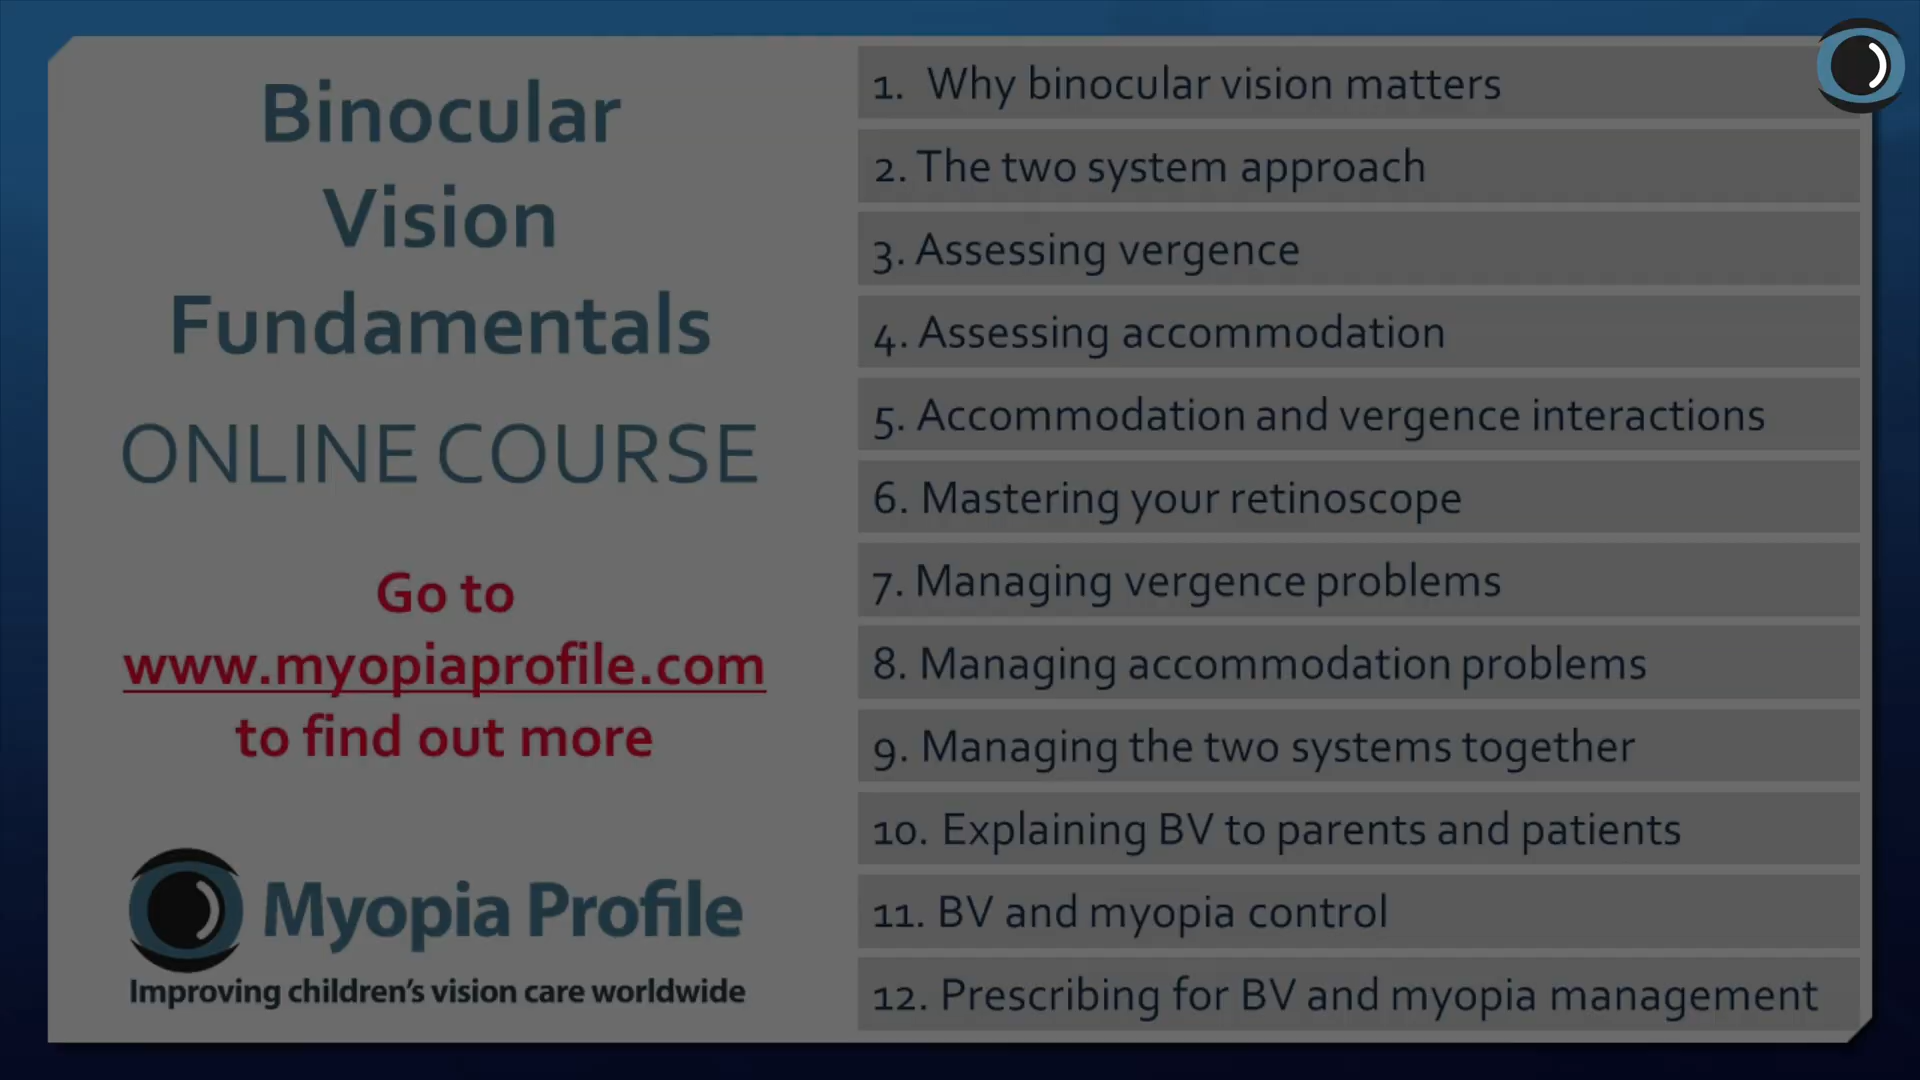 Binocular
Vision
Fundamentals
ONLINE COURSE
Go to
www.myopiaprofile.com
to find out more
Myopia Profile
Improving children's vision care worldwide
1. Why binocular vision matters
2. The two system approach
3. Assessing vergence
4. Assessing accommodation
5. Accommodation and vergence interactions
6. Mastering your retinoscope
7. Managing vergence problems
8. Managing accommodation problems
9. Managing the two systems together
10. Explaining BV to parents and patients
11. BV and myopia control
12. Prescribing for BV and myopia management